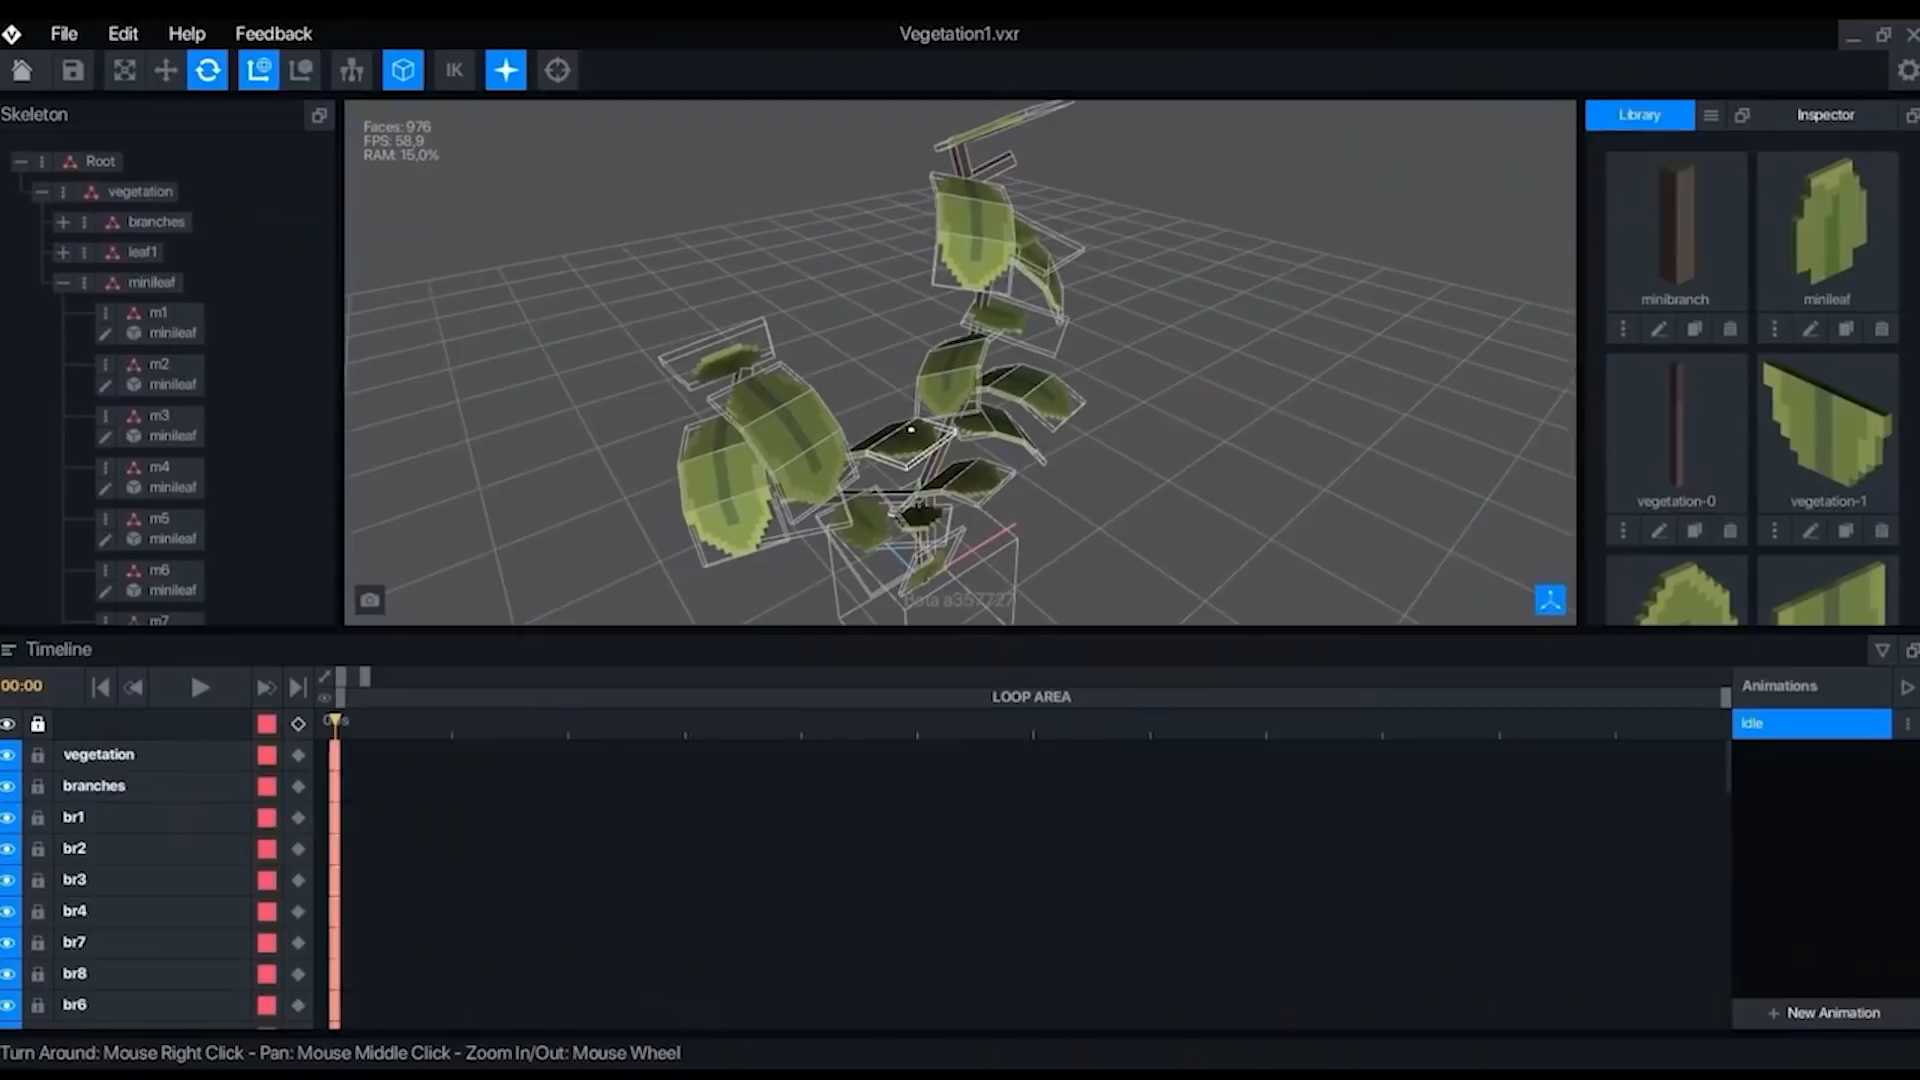 File Edit Help Feedback
Vegetation1.vxr
IK
Skeleton
Root
vegetation
branches
leaf1
minileaf
m1
minileaf
m2
minileaf
m3
minileaf
m4
minileaf
m5
minileaf
m6
minileaf
m7
Faces: 976
FPS: 58,9
RAM: 15,0%
Beta a357727
Library
Inspector
minibranch
minileaf
vegetation-0
vegetation-1
Timeline
00:00
LOOP AREA
vegetation
branches
br1
br2
br3
br4
br7
br8
br6
Animations
Idle
+ New Animation
Turn Around: Mouse Right Click - Pan: Mouse Middle Click - Zoom In/Out: Mouse Wheel